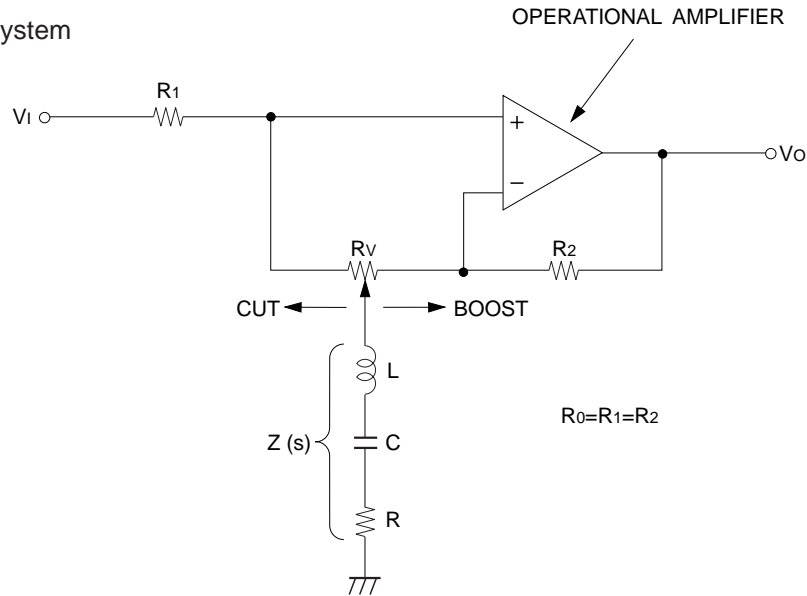 OPERATIONAL AMPLIFIER
ystem
R1
VI
+
VO
−
RV
R2
CUT
BOOST
L
Z (s)
C
R0=R1=R2
R